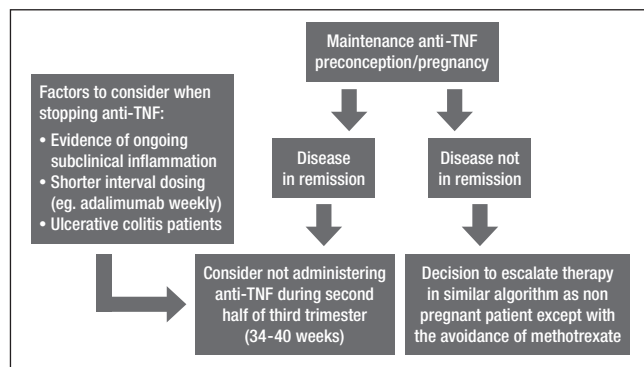 Maintenance anti-TNF
preconception/pregnancy
Factors to consider when
stopping anti-TNF:
• Evidence of ongoing
subclinical inflammation
• Shorter interval dosing
(eg. adalimumab weekly)
• Ulcerative colitis patients
Disease
in remission
Disease not
in remission
Consider not administering
anti-TNF during second
half of third trimester
(34-40 weeks)
Decision to escalate therapy
in similar algorithm as non
pregnant patient except with
the avoidance of methotrexate